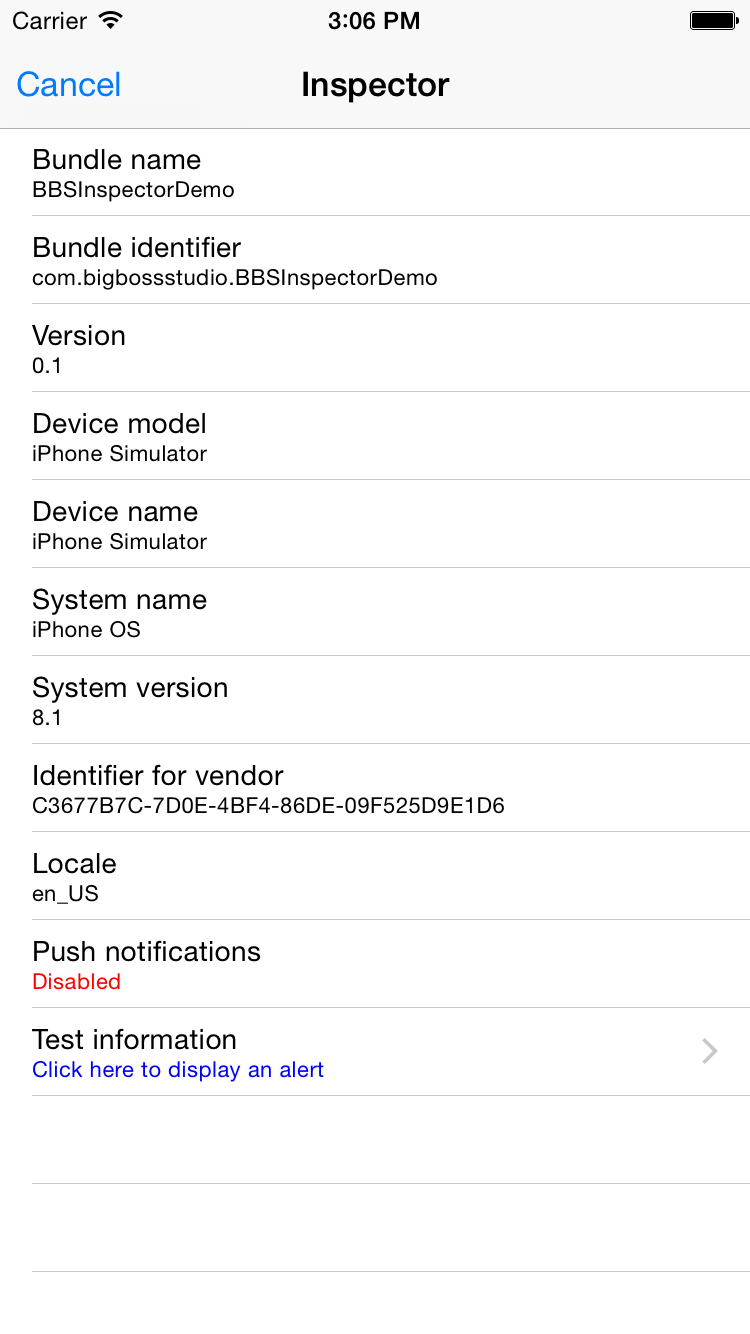 Carrier 3:06 PM
Cancel Inspector
Bundle name
BBSInspectorDemo
Bundle identifier
com.bigbossstudio.BBSInspectorDemo
Version
0.1
Device model
iPhone Simulator
Device name
iPhone Simulator
System name
iPhone OS
System version
8.1
Identifier for vendor
C3677B7C-7D0E-4BF4-86DE-09F525D9E1D6
Locale
en_US
Push notifications
Disabled
Test information
Click here to display an alert